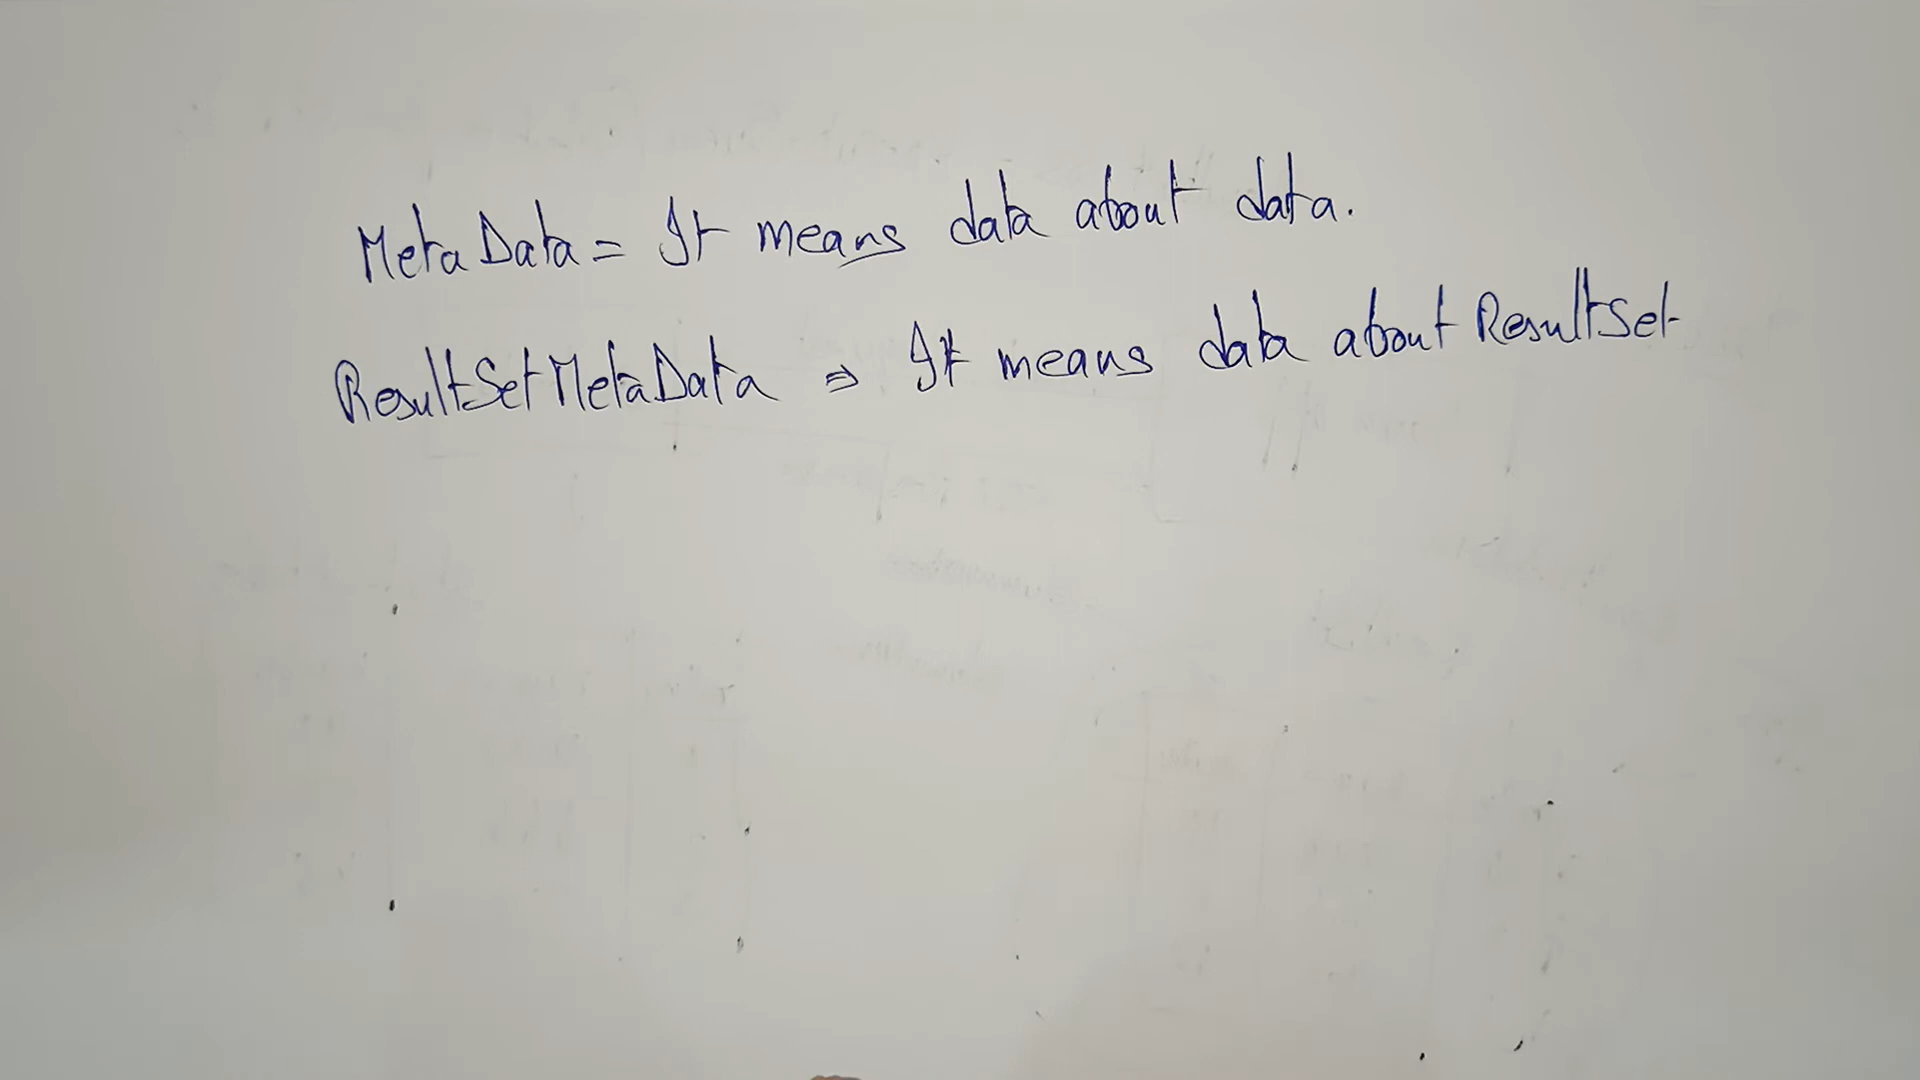 MetaData = It means data about data.
ResultSetMetaData ⇒ It means data about ResultSet